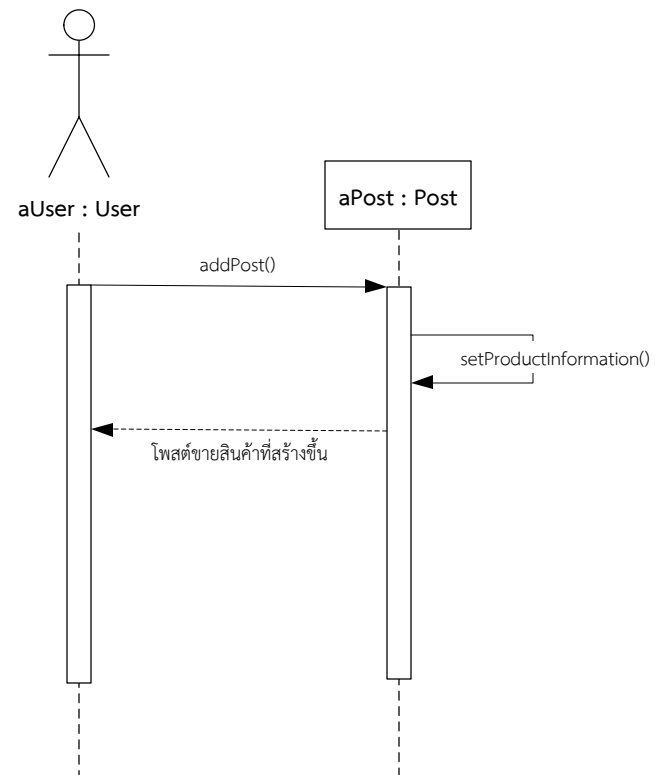 aUser : User
aPost : Post
addPost()
setProductInformation()
โพสต์ขายสินค้าที่สร้างขึ้น